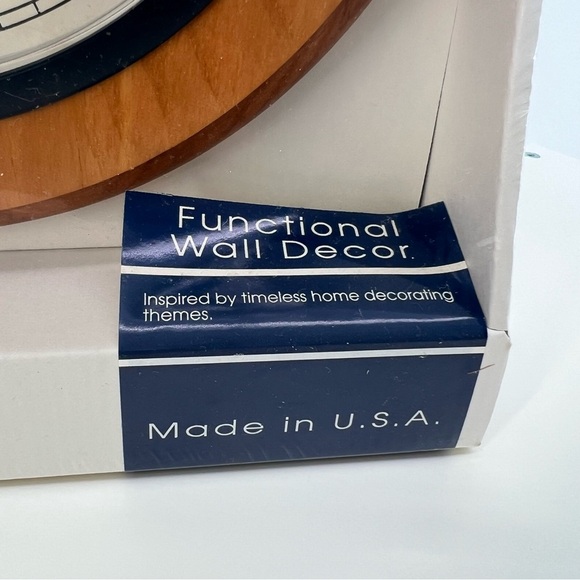 Functional
Wall Decor.
Inspired by timeless home decorating
themes.
Made in U.S.A.